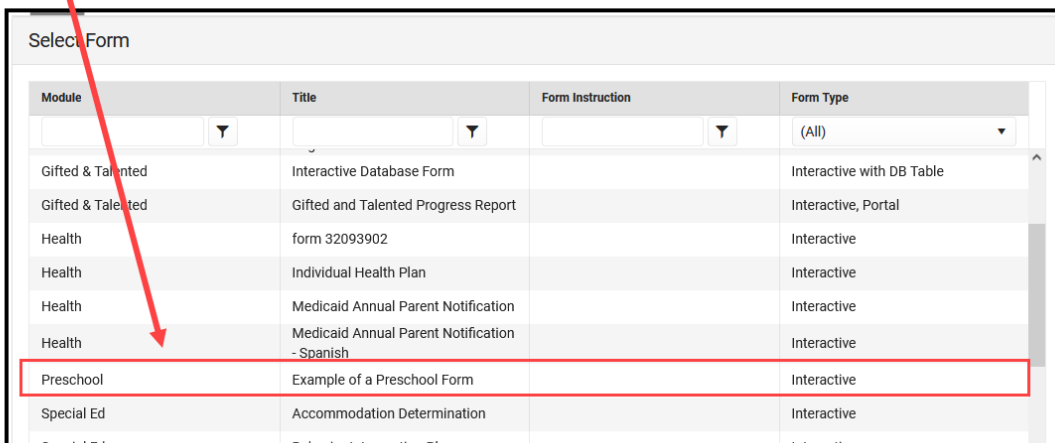 Select Form
Module Title Form Instruction Form Type
(All)
Gifted & Talented Interactive Database Form Interactive with DB Table
Gifted & Talented Gifted and Talented Progress Report Interactive, Portal
Health form 32093902 Interactive
Health Individual Health Plan Interactive
Health Medicaid Annual Parent Notification Interactive
Health Medicaid Annual Parent Notification Interactive
- Spanish
Preschool Example of a Preschool Form Interactive
Special Ed Accommodation Determination Interactive